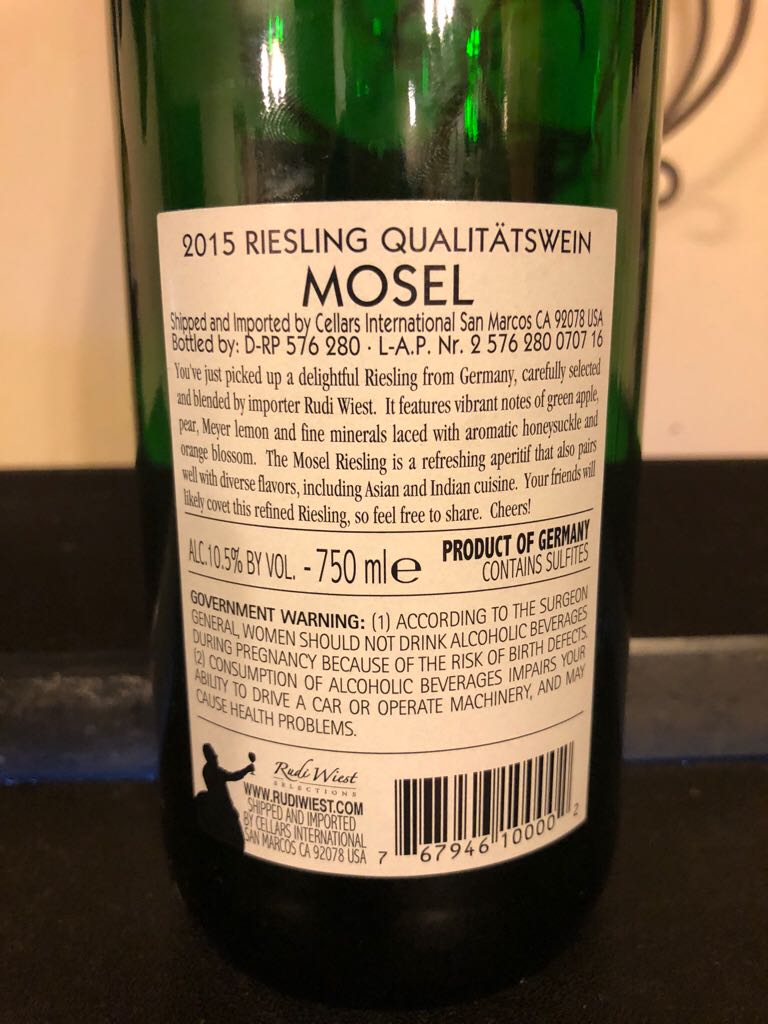 2015 RIESLING QUALITÄTSWEIN
MOSEL
Shipped and Imported by Cellars International San Marcos CA 92078 USA
Bottled by: D-RP 576 280 · L-A.P. Nr. 2 576 280 0707 16
You've just picked up a delightful Riesling from Germany, carefully selected
and blended by importer Rudi Wiest. It features vibrant notes of green apple,
pear, Meyer lemon and fine minerals laced with aromatic honeysuckle and
orange blossom. The Mosel Riesling is a refreshing aperitif that also pairs
well with diverse flavors, including Asian and Indian cuisine. Your friends will
likely covet this refined Riesling, so feel free to share. Cheers!
ALC.10.5% BY VOL. - 750 ml e
PRODUCT OF GERMANY
CONTAINS SULFITES
GOVERNMENT WARNING: (1) ACCORDING TO THE SURGEON
GENERAL, WOMEN SHOULD NOT DRINK ALCOHOLIC BEVERAGES
DURING PREGNANCY BECAUSE OF THE RISK OF BIRTH DEFECTS.
(2) CONSUMPTION OF ALCOHOLIC BEVERAGES IMPAIRS YOUR
ABILITY TO DRIVE A CAR OR OPERATE MACHINERY, AND MAY
CAUSE HEALTH PROBLEMS.
Rudi Wiest
SELECTIONS
WWW.RUDIWIEST.COM
SHIPPED AND IMPORTED
BY CELLARS INTERNATIONAL
SAN MARCOS CA 92078 USA
7 67946 10000 2